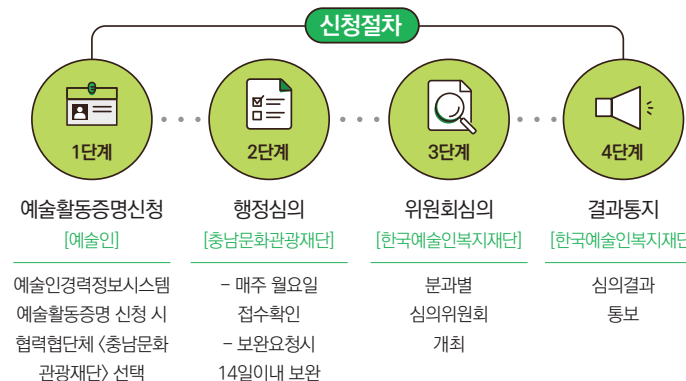 신청절차
1단계
예술활동증명신청
[예술인]
예술인경력정보시스템
예술활동증명 신청 시
협력협단체 〈충남문화
관광재단〉 선택
2단계
행정심의
[충남문화관광재단]
- 매주 월요일
접수확인
- 보완요청시
14일이내 보완
3단계
위원회심의
[한국예술인복지재단]
분과별
심의위원회
개최
4단계
결과통지
[한국예술인복지재단
심의결과
통보